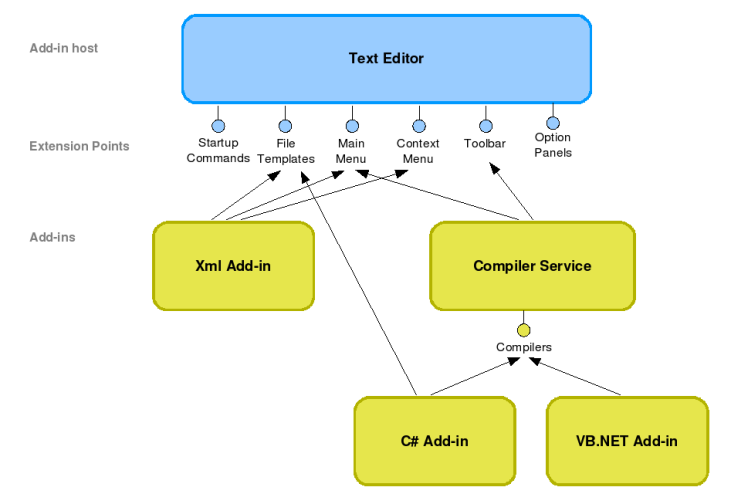 Add-in host
Text Editor
Extension Points
Startup
Commands
File
Templates
Main
Menu
Context
Menu
Toolbar
Option
Panels
Add-ins
Xml Add-in
Compiler Service
Compilers
C# Add-in
VB.NET Add-in